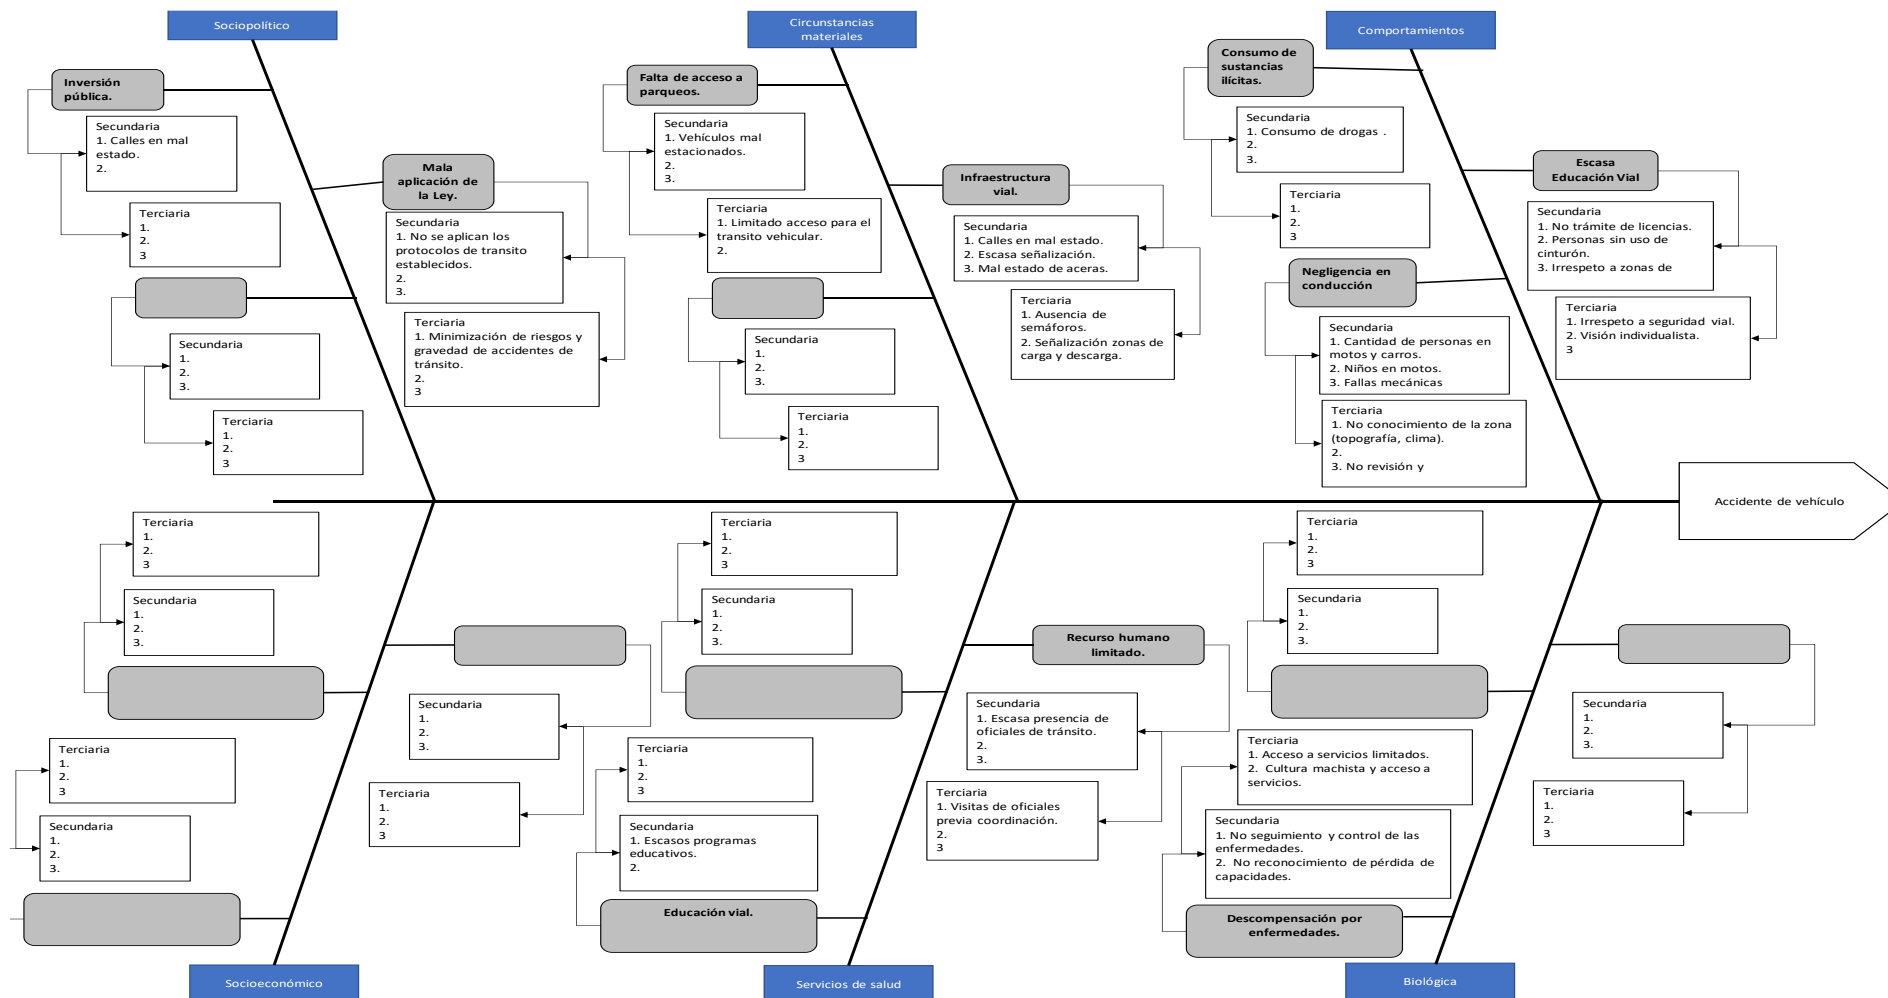 Sociopolítico
Inversión
pública.
Secundaria
1. Calles en mal
estado.
2.
Terciaria
1.
2.
3
Mala
aplicación de
la Ley.
Secundaria
1. No se aplican los
protocolos de transito
establecidos.
2.
3.
Terciaria
1. Minimización de riesgos y
gravedad de accidentes de
tránsito.
2.
3
Secundaria
1.
2.
3.
Terciaria
1.
2.
3
Circunstancias
materiales
Falta de acceso a
parqueos.
Secundaria
1. Vehículos mal
estacionados.
2.
3.
Terciaria
1. Limitado acceso para el
transito vehicular.
2.
Infraestructura
vial.
Secundaria
1. Calles en mal estado.
2. Escasa señalización.
3. Mal estado de aceras.
Terciaria
1. Ausencia de
semáforos.
2. Señalización zonas de
carga y descarga.
Secundaria
1.
2.
3.
Terciaria
1.
2.
3
Comportamientos
Consumo de
sustancias
ilícitas.
Secundaria
1. Consumo de drogas .
2.
3.
Terciaria
1.
2.
3
Escasa
Educación Vial
Secundaria
1. No trámite de licencias.
2. Personas sin uso de
cinturón.
3. Irrespeto a zonas de
Terciaria
1. Irrespeto a seguridad vial.
2. Visión individualista.
3
Negligencia en
conducción
Secundaria
1. Cantidad de personas en
motos y carros.
2. Niños en motos.
3. Fallas mecánicas
Terciaria
1. No conocimiento de la zona
(topografía, clima).
2.
3. No revisión y
Accidente de vehículo
Terciaria
1.
2.
3
Secundaria
1.
2.
3.
Secundaria
1.
2.
3.
Terciaria
1.
2.
3
Terciaria
1.
2.
3
Secundaria
1.
2.
3.
Socioeconómico
Terciaria
1.
2.
3
Secundaria
1.
2.
3.
Recurso humano
limitado.
Secundaria
1. Escasa presencia de
oficiales de tránsito.
2.
3.
Terciaria
1. Visitas de oficiales
previa coordinación.
2.
3
Terciaria
1.
2.
3
Secundaria
1. Escasos programas
educativos.
2.
Educación vial.
Servicios de salud
Terciaria
1.
2.
3
Secundaria
1.
2.
3.
Secundaria
1.
2.
3.
Terciaria
1.
2.
3
Terciaria
1. Acceso a servicios limitados.
2. Cultura machista y acceso a
servicios.
Secundaria
1. No seguimiento y control de las
enfermedades.
2. No reconocimiento de pérdida de
capacidades.
Descompensación por
enfermedades.
Biológica